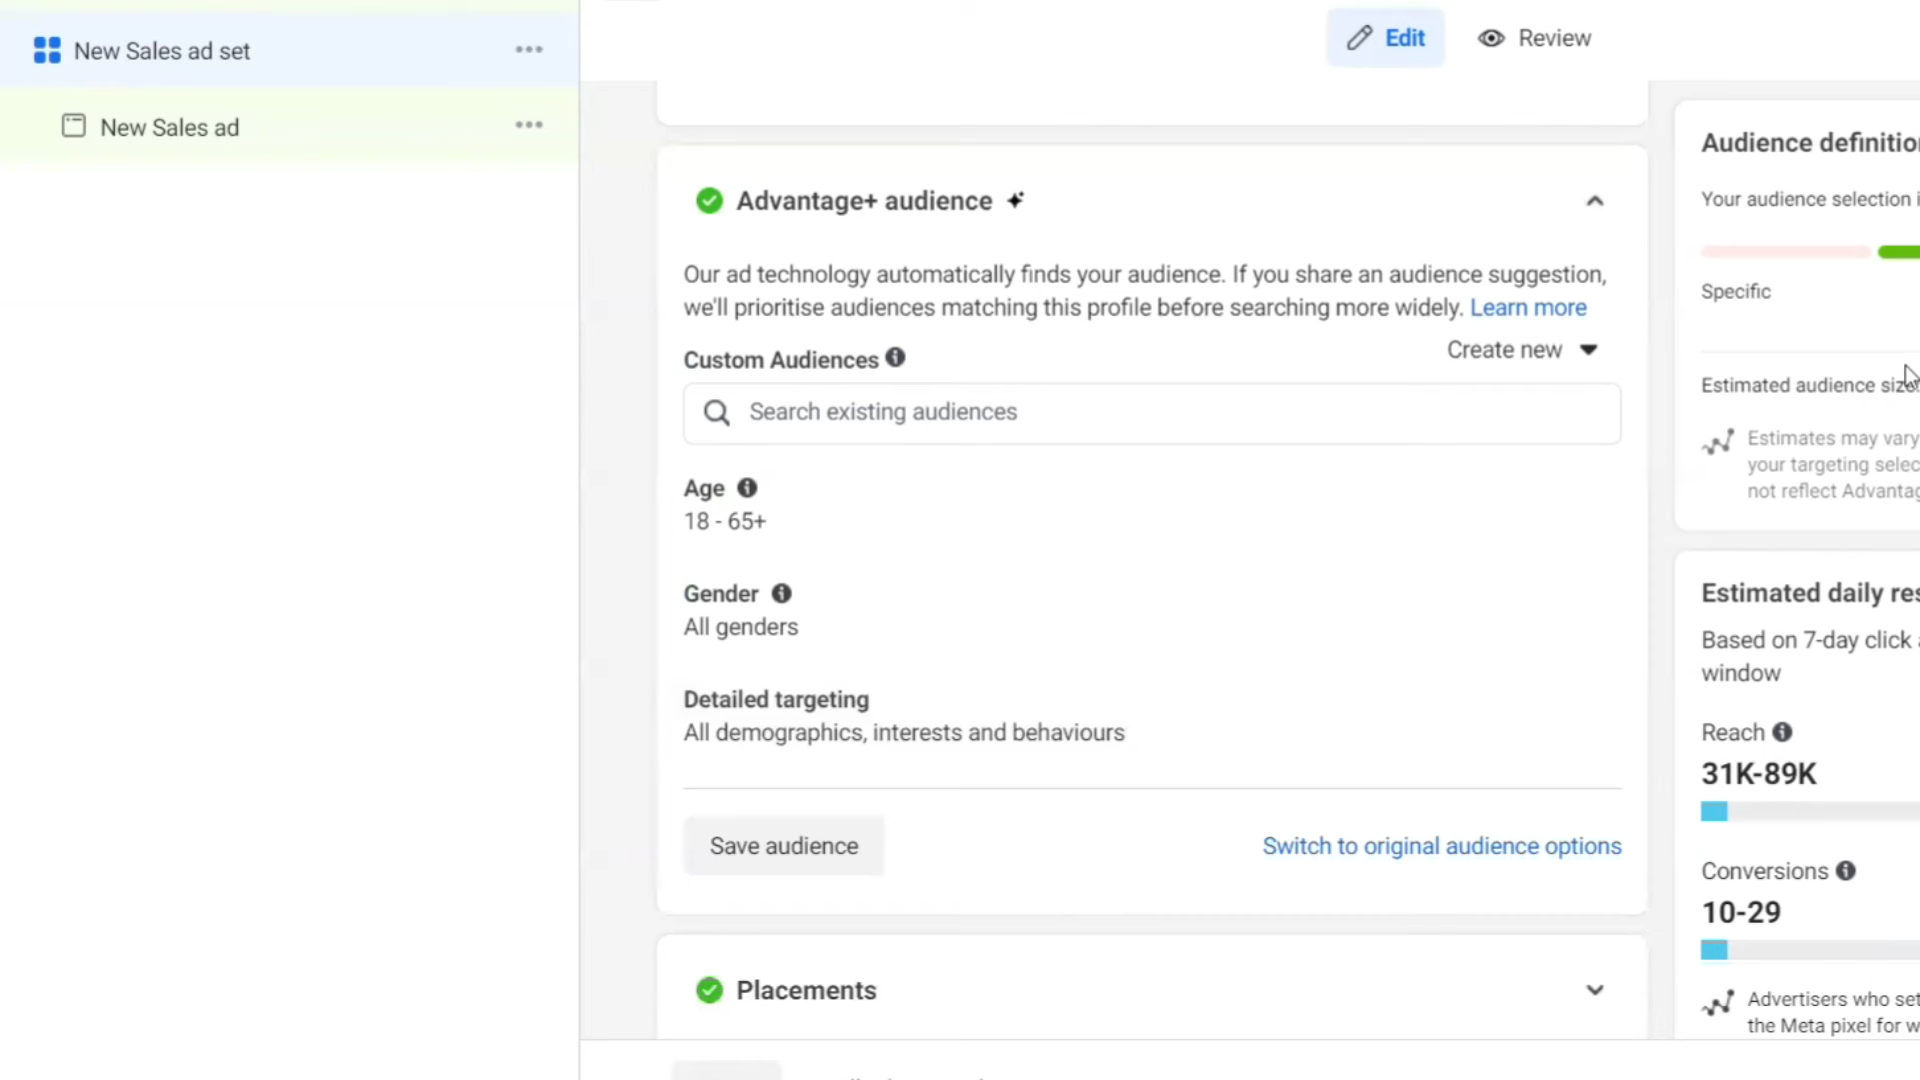 New Sales ad set
New Sales ad
Edit
Review
Advantage+ audience
Our ad technology automatically finds your audience. If you share an audience suggestion,
we'll prioritise audiences matching this profile before searching more widely. Learn more
Custom Audiences
Create new
Search existing audiences
Age
18 - 65+
Gender
All genders
Detailed targeting
All demographics, interests and behaviours
Save audience
Switch to original audience options
Placements
Audience definition
Your audience selection i
Specific
Estimated audience size
Estimates may vary
your targeting selec
not reflect Advantag
Estimated daily res
Based on 7-day click a
window
Reach
31K-89K
Conversions
10-29
Advertisers who set
the Meta pixel for w